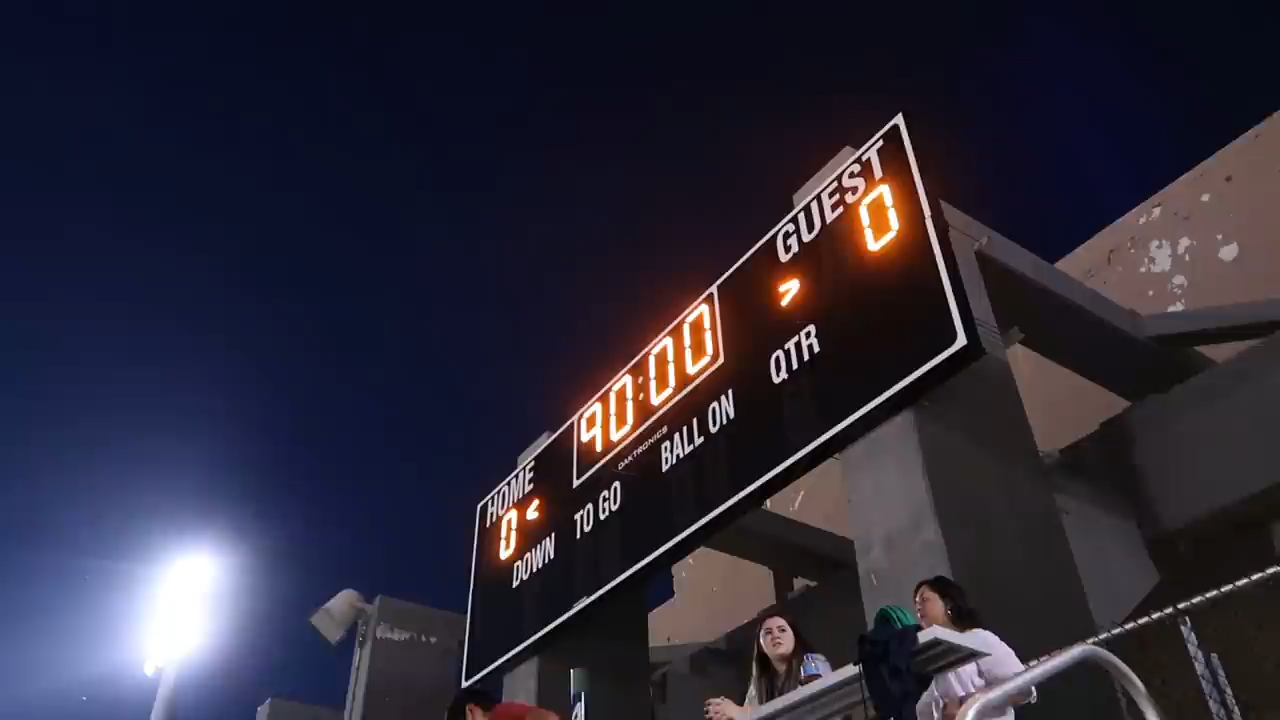 HOME
90:00
GUEST
0 <
> 0
DAKTRONICS
DOWN
TO GO
BALL ON
QTR